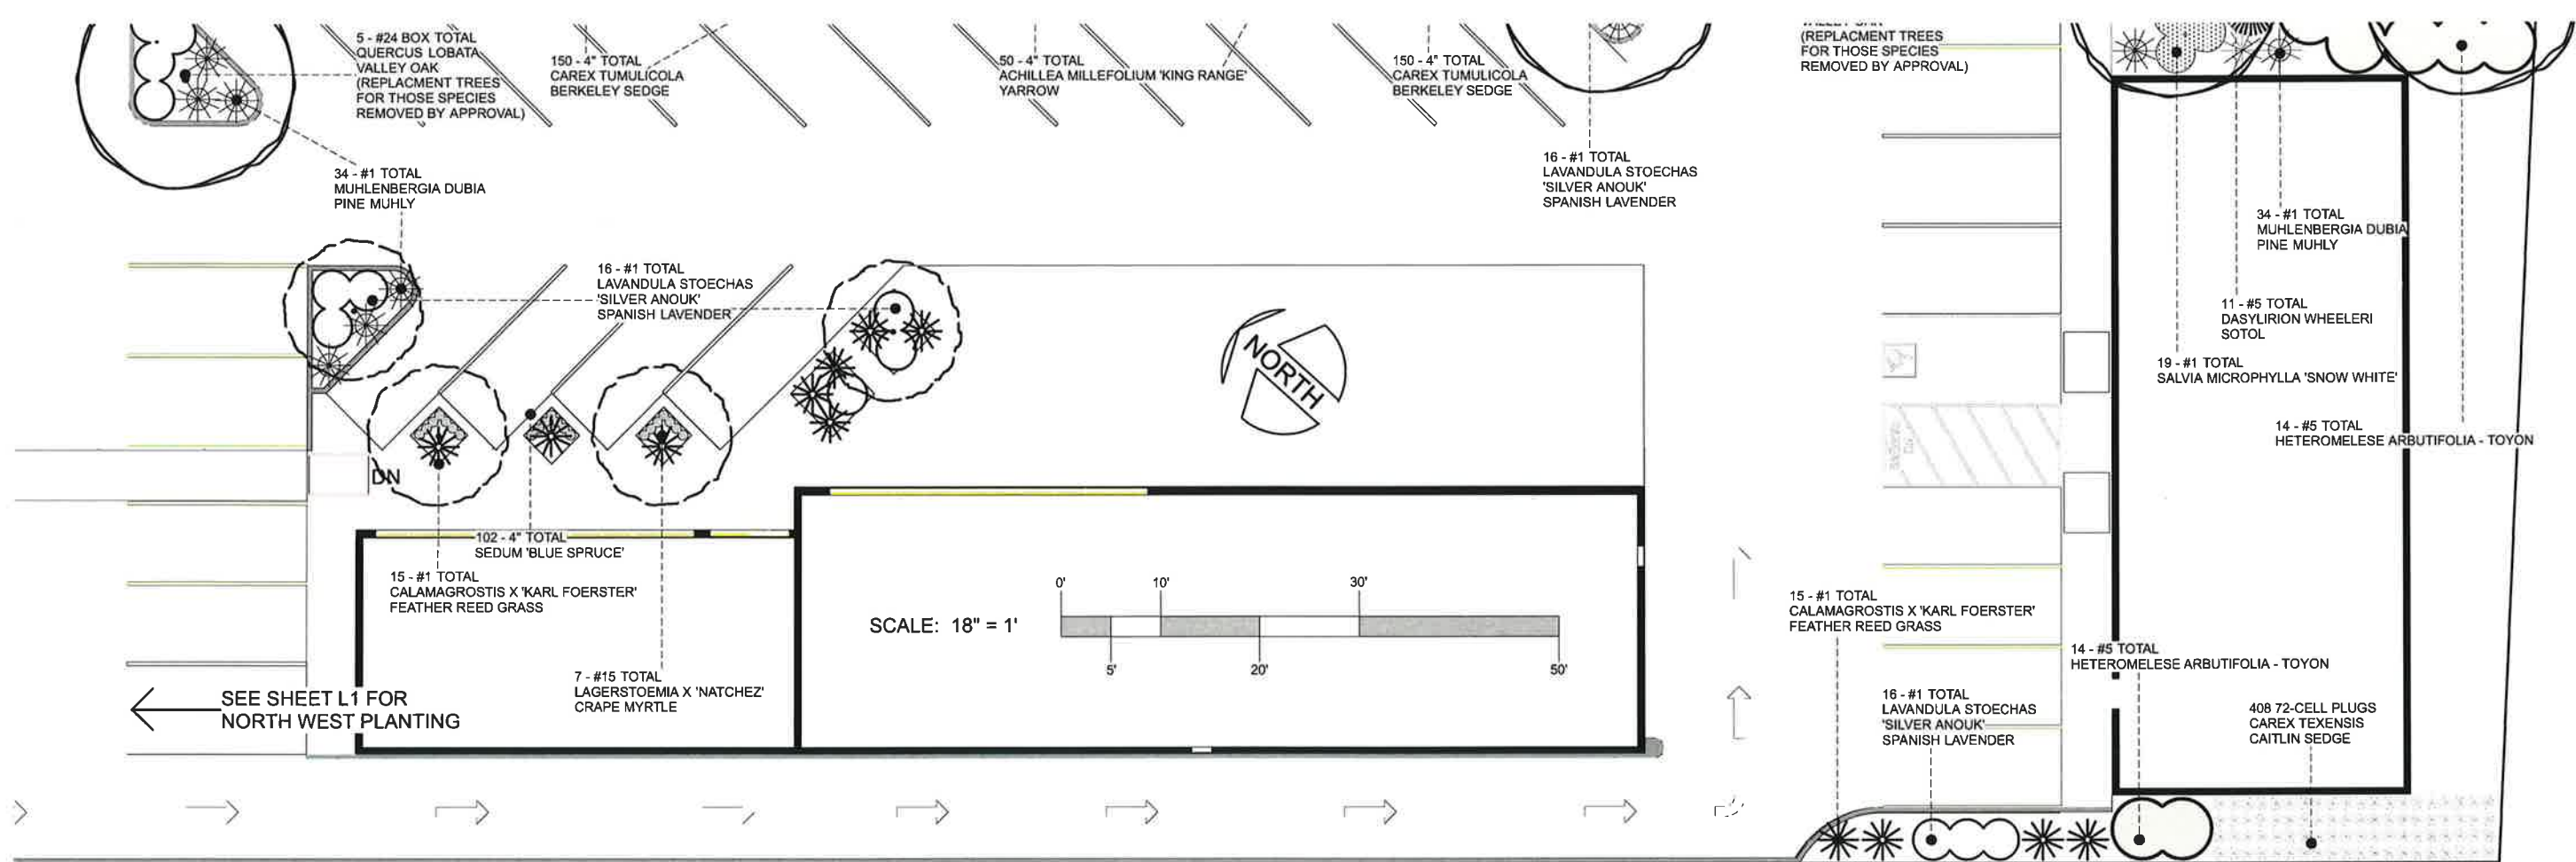 5 - #24 BOX TOTAL
QUERCUS LOBATA
VALLEY OAK
(REPLACMENT TREES
FOR THOSE SPECIES
REMOVED BY APPROVAL)
150 - 4" TOTAL
CAREX TUMULICOLA
BERKELEY SEDGE
50 - 4" TOTAL
ACHILLEA MILLEFOLIUM 'KING RANGE'
YARROW
150 - 4" TOTAL
CAREX TUMULICOLA
BERKELEY SEDGE
VALLEY OAK
(REPLACMENT TREES
FOR THOSE SPECIES
REMOVED BY APPROVAL)
34 - #1 TOTAL
MUHLENBERGIA DUBIA
PINE MUHLY
16 - #1 TOTAL
LAVANDULA STOECHAS
'SILVER ANOUK'
SPANISH LAVENDER
34 - #1 TOTAL
MUHLENBERGIA DUBIA
PINE MUHLY
16 - #1 TOTAL
LAVANDULA STOECHAS
'SILVER ANOUK'
SPANISH LAVENDER
NORTH
11 - #5 TOTAL
DASYLIRION WHEELERI
SOTOL
19 - #1 TOTAL
SALVIA MICROPHYLLA 'SNOW WHITE'
14 - #5 TOTAL
HETEROMELESE ARBUTIFOLIA - TOYON
DN
102 - 4" TOTAL
SEDUM 'BLUE SPRUCE'
15 - #1 TOTAL
CALAMAGROSTIS X 'KARL FOERSTER'
FEATHER REED GRASS
0' 10' 30'
SCALE: 18" = 1'
5' 20' 50'
15 - #1 TOTAL
CALAMAGROSTIS X 'KARL FOERSTER'
FEATHER REED GRASS
14 - #5 TOTAL
HETEROMELESE ARBUTIFOLIA - TOYON
7 - #15 TOTAL
LAGERSTOEMIA X 'NATCHEZ'
CRAPE MYRTLE
SEE SHEET L1 FOR
NORTH WEST PLANTING
16 - #1 TOTAL
LAVANDULA STOECHAS
'SILVER ANOUK'
SPANISH LAVENDER
408 72-CELL PLUGS
CAREX TEXENSIS
CAITLIN SEDGE